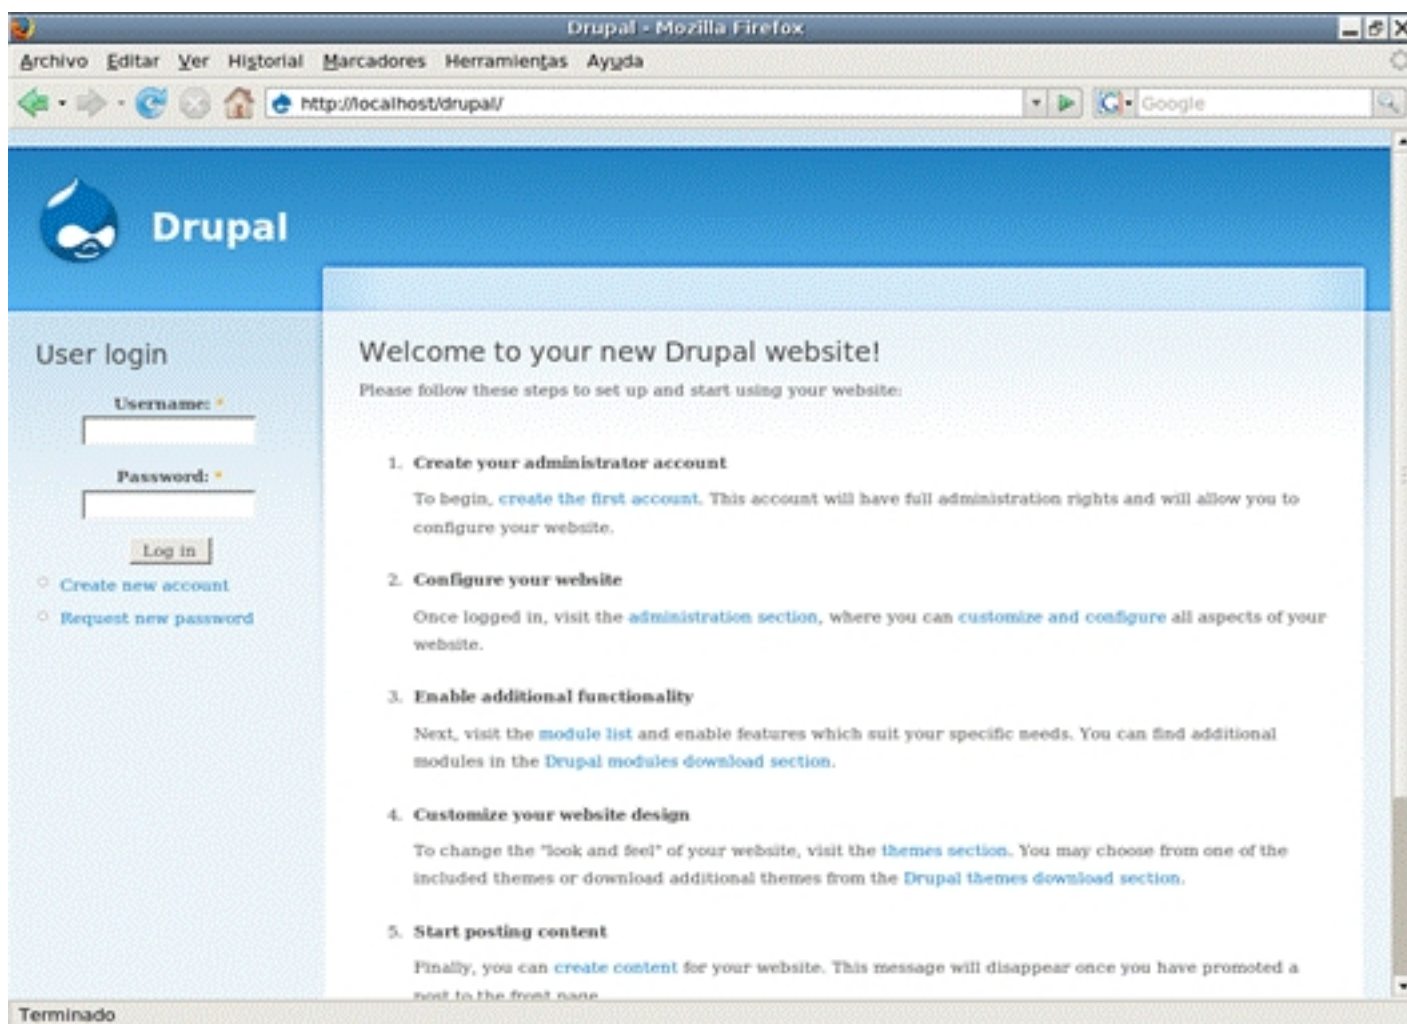 Drupal - Mozilla Firefox
Archivo Editar Ver Historial Marcadores Herramientas Ayuda
http://localhost/drupal/ Google
Drupal
User login
Username: *
Password: *
Log in
Create new account
Request new password
Welcome to your new Drupal website!
Please follow these steps to set up and start using your website:
1. Create your administrator account
To begin, create the first account. This account will have full administration rights and will allow you to
configure your website.
2. Configure your website
Once logged in, visit the administration section, where you can customize and configure all aspects of your
website.
3. Enable additional functionality
Next, visit the module list and enable features which suit your specific needs. You can find additional
modules in the Drupal modules download section.
4. Customize your website design
To change the "look and feel" of your website, visit the themes section. You may choose from one of the
included themes or download additional themes from the Drupal themes download section.
5. Start posting content
Finally, you can create content for your website. This message will disappear once you have promoted a
post to the front page
Terminado